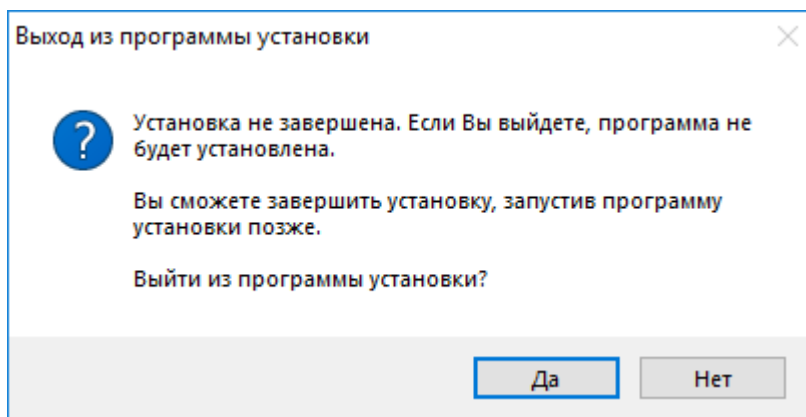 Выход из программы установки
Установка не завершена. Если Вы выйдете, программа не
будет установлена.
Вы сможете завершить установку, запустив программу
установки позже.
Выйти из программы установки?
Да
Нет